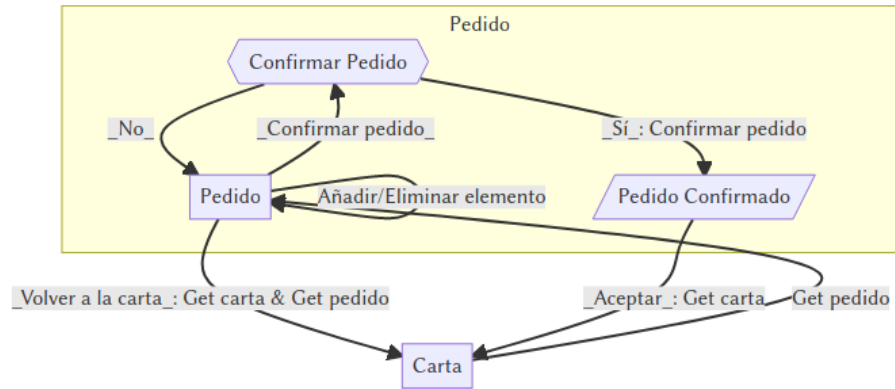 Pedido
Confirmar Pedido
_No_
_Confirmar pedido_
_Sí_: Confirmar pedido
Pedido
Añadir/Eliminar elemento
Pedido Confirmado
_Volver a la carta_: Get carta & Get pedido
_Aceptar_: Get carta
Get pedido
Carta